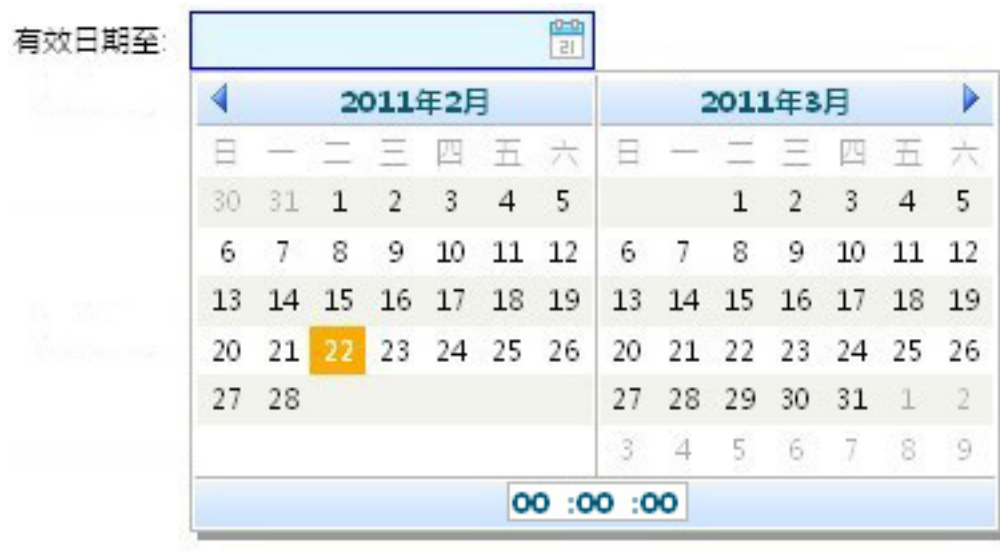 有效日期至:
21
2011年2月 2011年3月
日 一 二 三 四 五 六 日 一 二 三 四 五 六
30 31 1 2 3 4 5 1 2 3 4 5
6 7 8 9 10 11 12 6 7 8 9 10 11 12
13 14 15 16 17 18 19 13 14 15 16 17 18 19
20 21 22 23 24 25 26 20 21 22 23 24 25 26
27 28 27 28 29 30 31 1 2
3 4 5 6 7 8 9
00 :00 :00